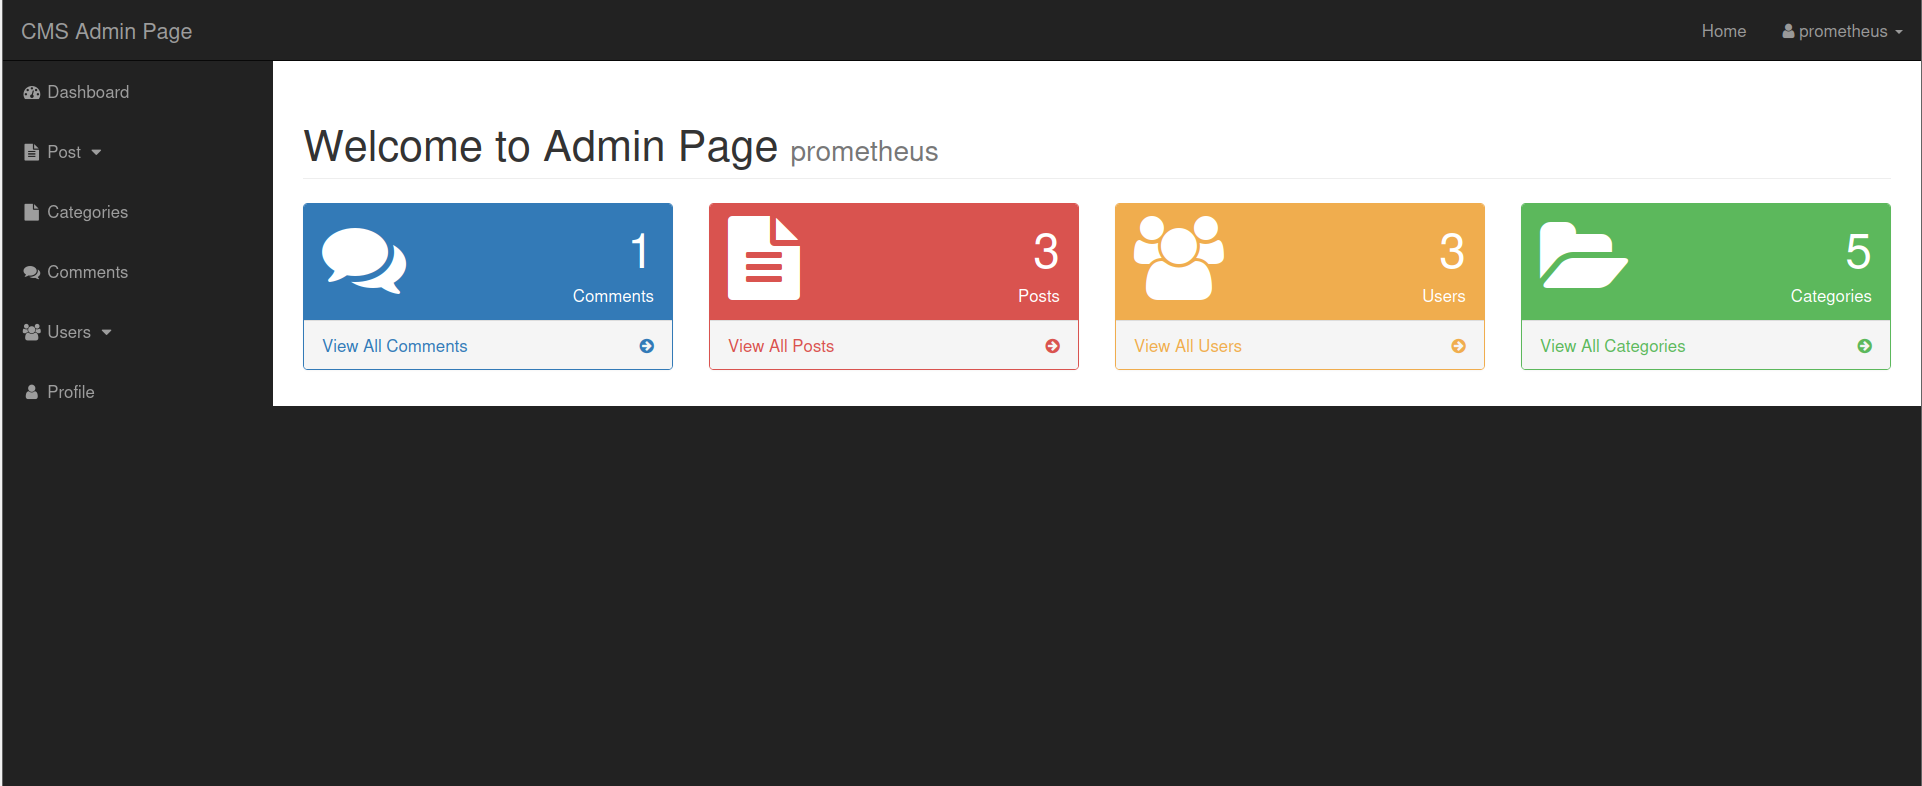 CMS Admin Page
Home
prometheus
Dashboard
Post
Categories
Comments
Users
Profile
Welcome to Admin Page prometheus
1
Comments
View All Comments
3
Posts
View All Posts
3
Users
View All Users
5
Categories
View All Categories